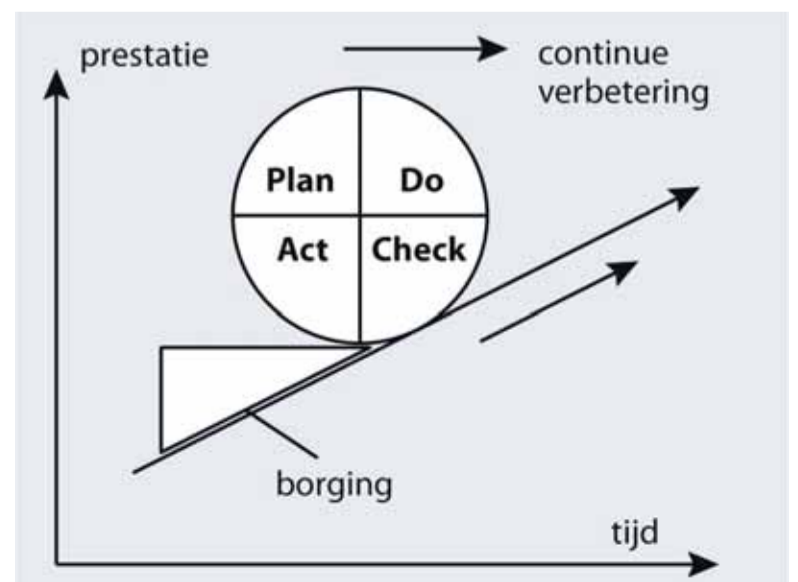 prestatie
continue
verbetering
Plan
Do
Act
Check
borging
tijd